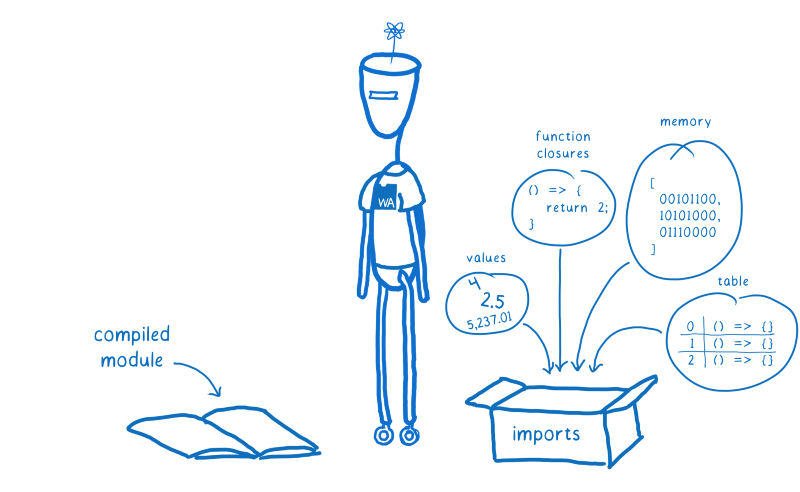 memory
function
closures
[
00101100,
10101000,
01110000
]
() => {
return 2;
}
WA
values
4
2.5
5,237.01
table
0 () => {}
1 () => {}
2 () => {}
compiled
module
imports